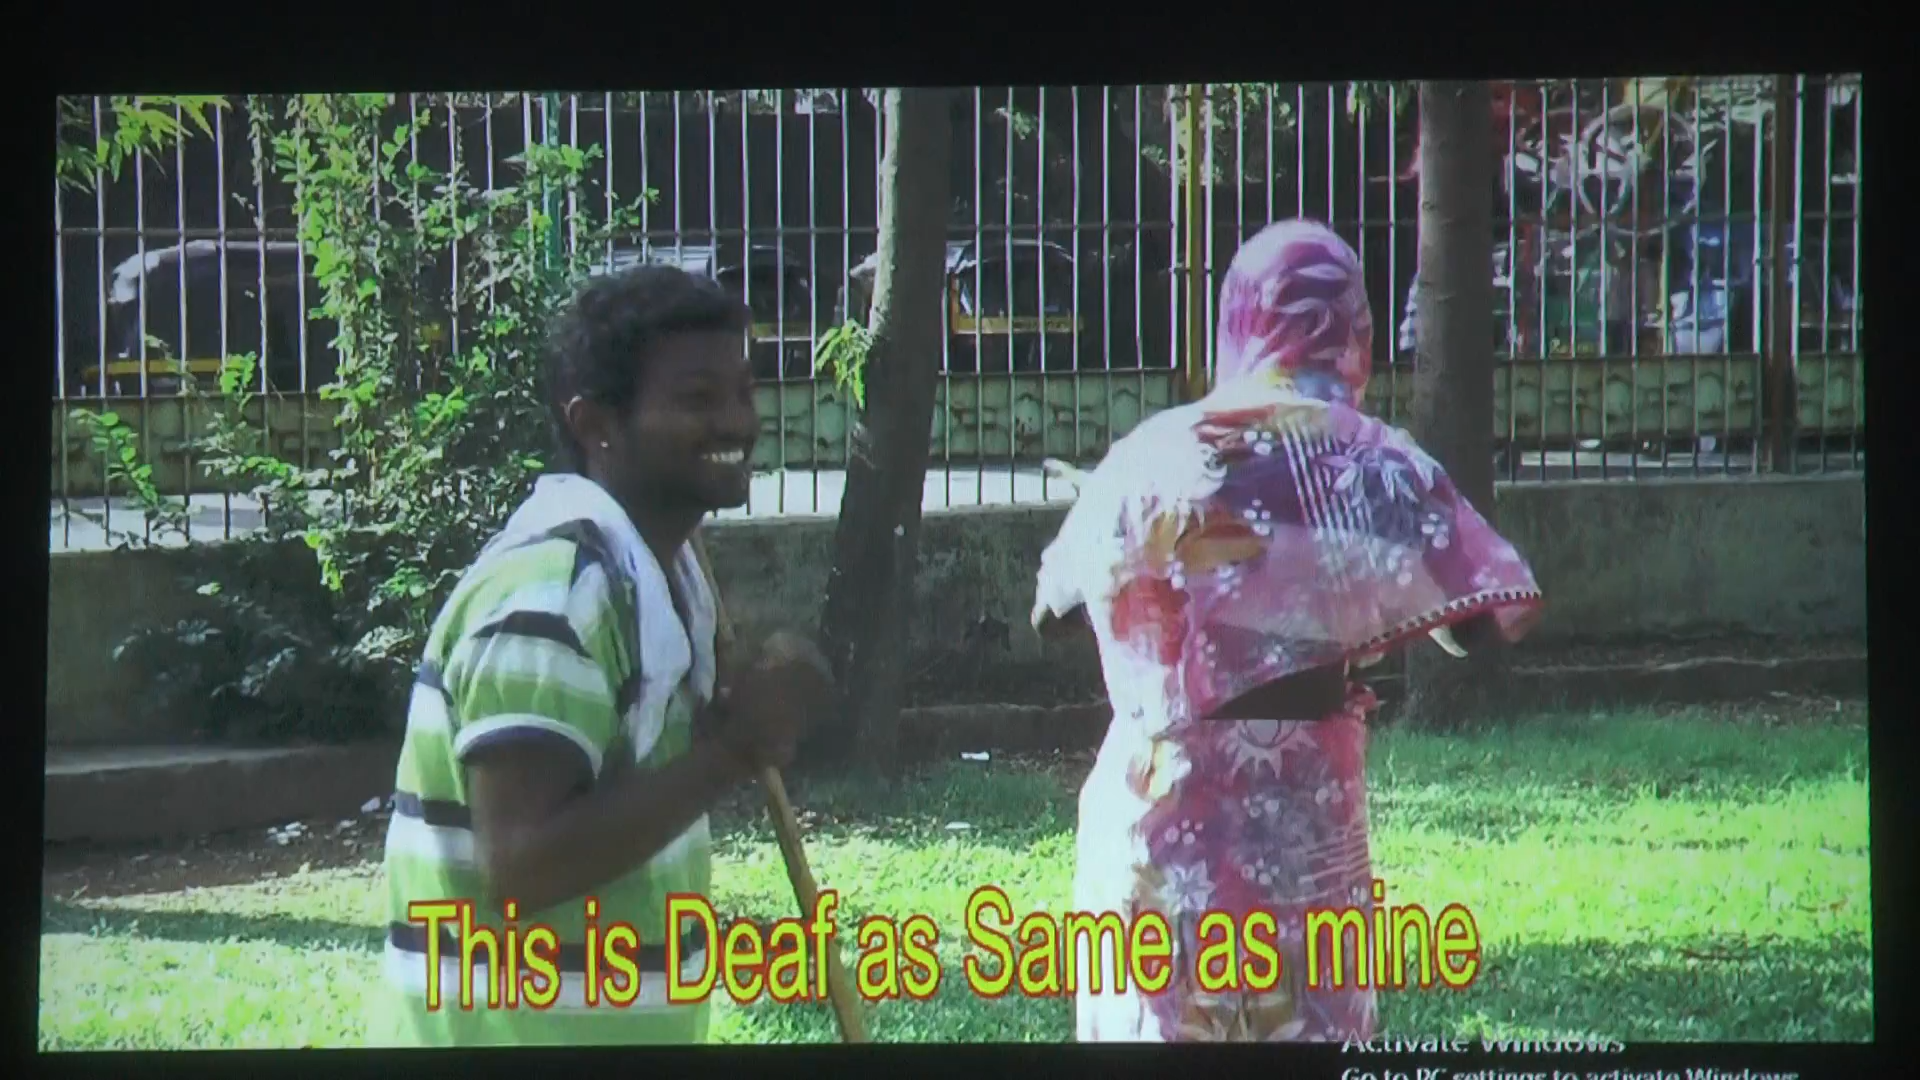 This is Deaf as Same as mine
Activate Windows
Go to PC settings to activate Windows.